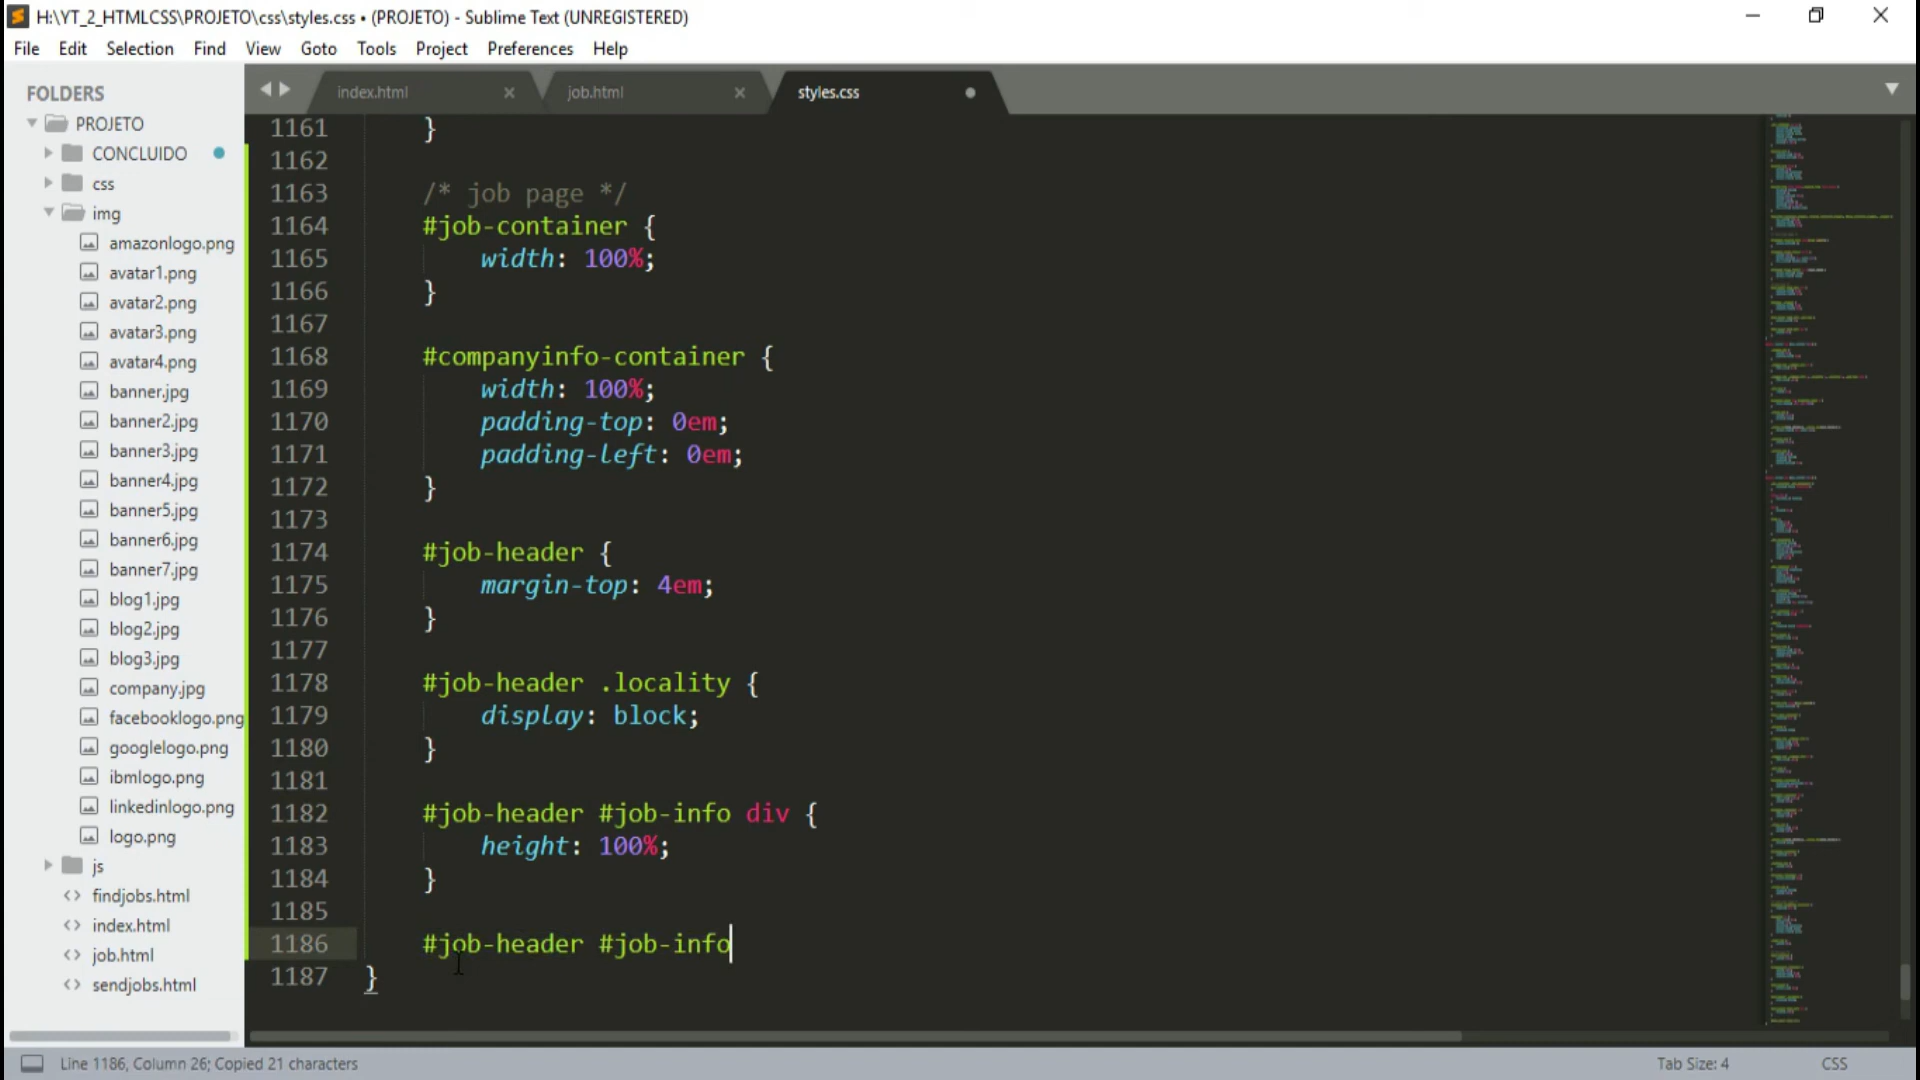 H:\YT_2_HTMLCSS\PROJETO\css\styles.css • (PROJETO) - Sublime Text (UNREGISTERED)
File Edit Selection Find View Goto Tools Project Preferences Help
FOLDERS
PROJETO
CONCLUIDO
css
img
amazonlogo.png
avatar1.png
avatar2.png
avatar3.png
avatar4.png
banner.jpg
banner2.jpg
banner3.jpg
banner4.jpg
banner5.jpg
banner6.jpg
banner7.jpg
blog1.jpg
blog2.jpg
blog3.jpg
company.jpg
facebooklogo.png
googlelogo.png
ibmlogo.png
linkedinlogo.png
logo.png
js
findjobs.html
index.html
job.html
sendjobs.html
index.html job.html styles.css
1161 }
1162
1163 /* job page */
1164 #job-container {
1165 width: 100%;
1166 }
1167
1168 #companyinfo-container {
1169 width: 100%;
1170 padding-top: 0em;
1171 padding-left: 0em;
1172 }
1173
1174 #job-header {
1175 margin-top: 4em;
1176 }
1177
1178 #job-header .locality {
1179 display: block;
1180 }
1181
1182 #job-header #job-info div {
1183 height: 100%;
1184 }
1185
1186 #job-header #job-info
1187 }
Line 1186, Column 26; Copied 21 characters Tab Size: 4 CSS